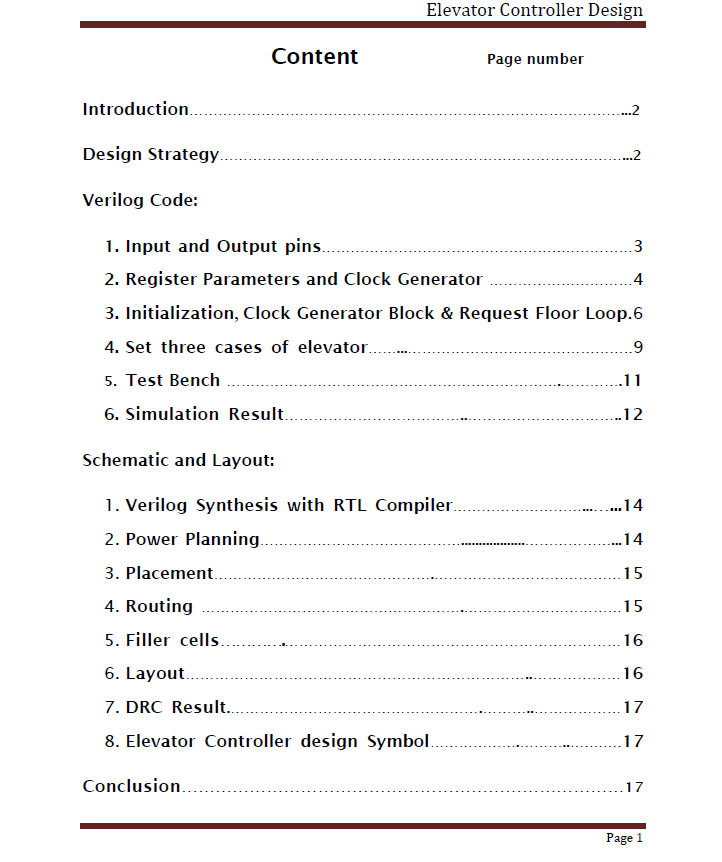 Elevator Controller Design
Content Page number
Introduction...........................................................................................2
Design Strategy.....................................................................................2
Verilog Code:
1. Input and Output pins.................................................................3
2. Register Parameters and Clock Generator ..............................4
3. Initialization, Clock Generator Block & Request Floor Loop.6
4. Set three cases of elevator........................................................9
5. Test Bench ...................................................................................11
6. Simulation Result.......................................................................12
Schematic and Layout:
1. Verilog Synthesis with RTL Compiler.......................................14
2. Power Planning...........................................................................14
3. Placement.....................................................................................15
4. Routing ........................................................................................15
5. Filler cells....................................................................................16
6. Layout...........................................................................................16
7. DRC Result..................................................................................17
8. Elevator Controller design Symbol.........................................17
Conclusion..............................................................................17
Page 1